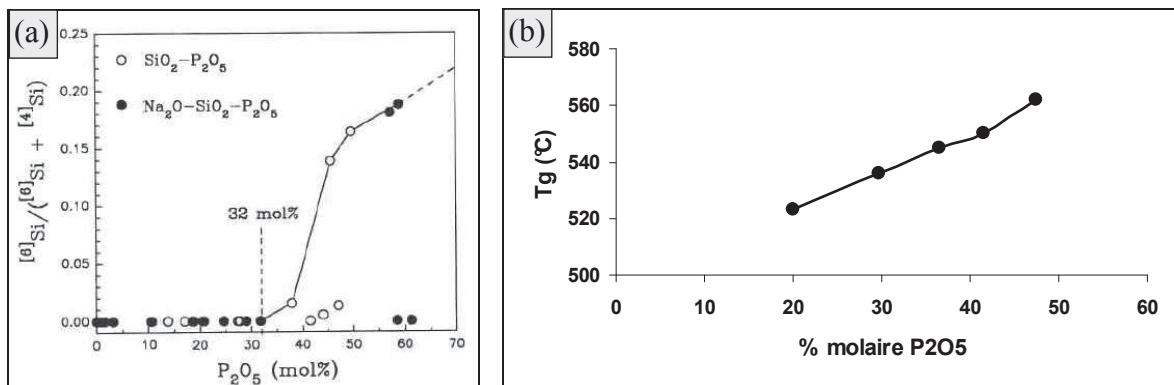 (a)
0.25
0.20
0.15
0.10
0.05
0.00
[6]Si/([6]Si + [4]Si)
○ SiO₂–P₂O₅
● Na₂O–SiO₂–P₂O₅
32 mol%
0 10 20 30 40 50 60 70
P₂O₅ (mol%)
(b)
580
560
540
520
500
Tg (°C)
0 10 20 30 40 50 60
% molaire P2O5